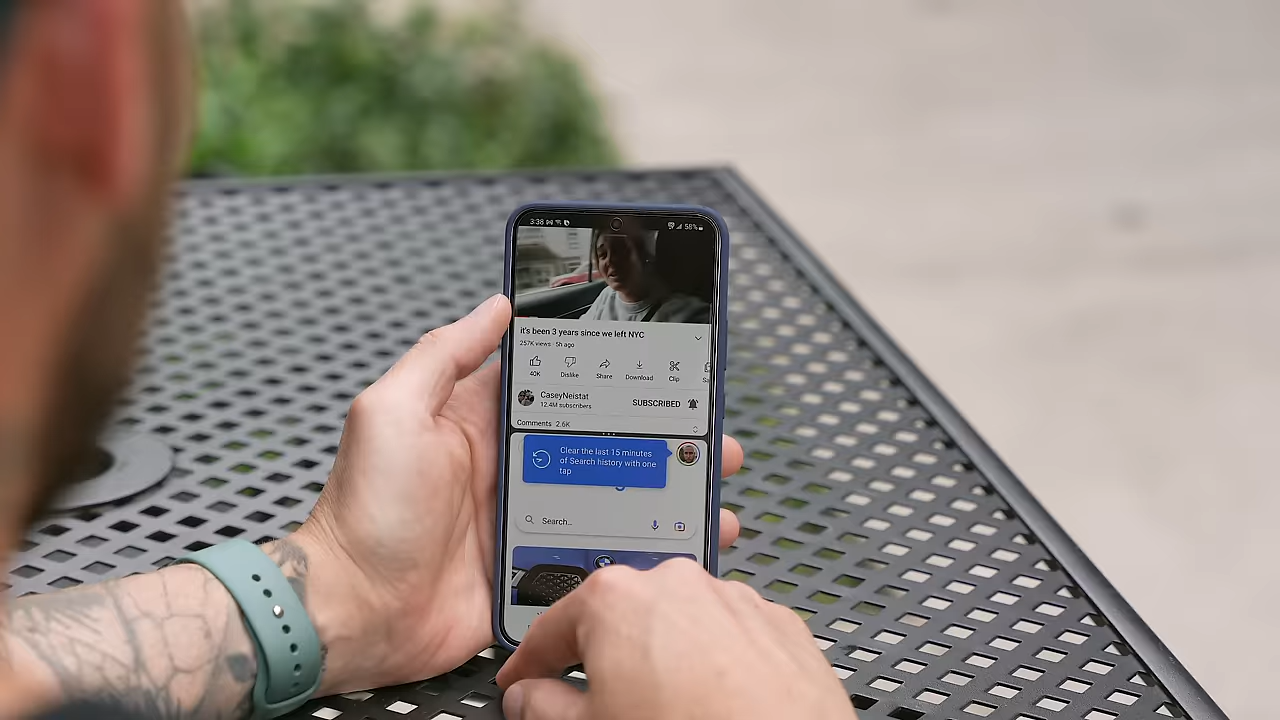 3:38
58%
it's been 3 years since we left NYC
257K views · 5h ago
40K Dislike Share Download Clip
CaseyNeistat
12.4M subscribers
SUBSCRIBED
Comments 2.6K
Clear the last 15 minutes
of Search history with one
tap
Search...